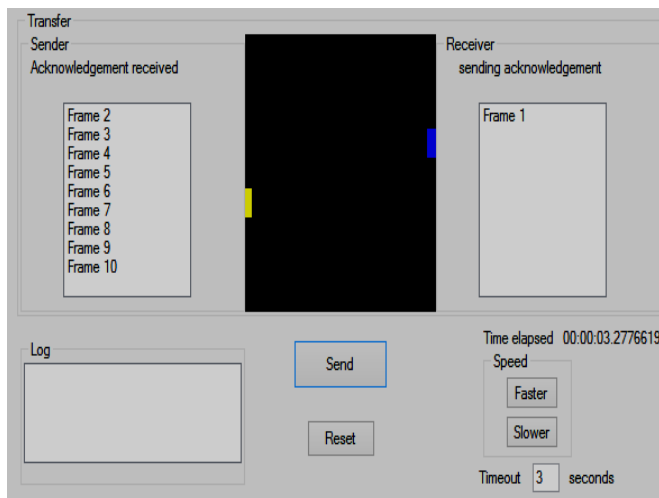 Transfer
Sender
Acknowledgement received
Frame 2
Frame 3
Frame 4
Frame 5
Frame 6
Frame 7
Frame 8
Frame 9
Frame 10
Receiver
sending acknowledgement
Frame 1
Log
Send
Reset
Time elapsed 00:00:03.2776619
Speed
Faster
Slower
Timeout 3 seconds